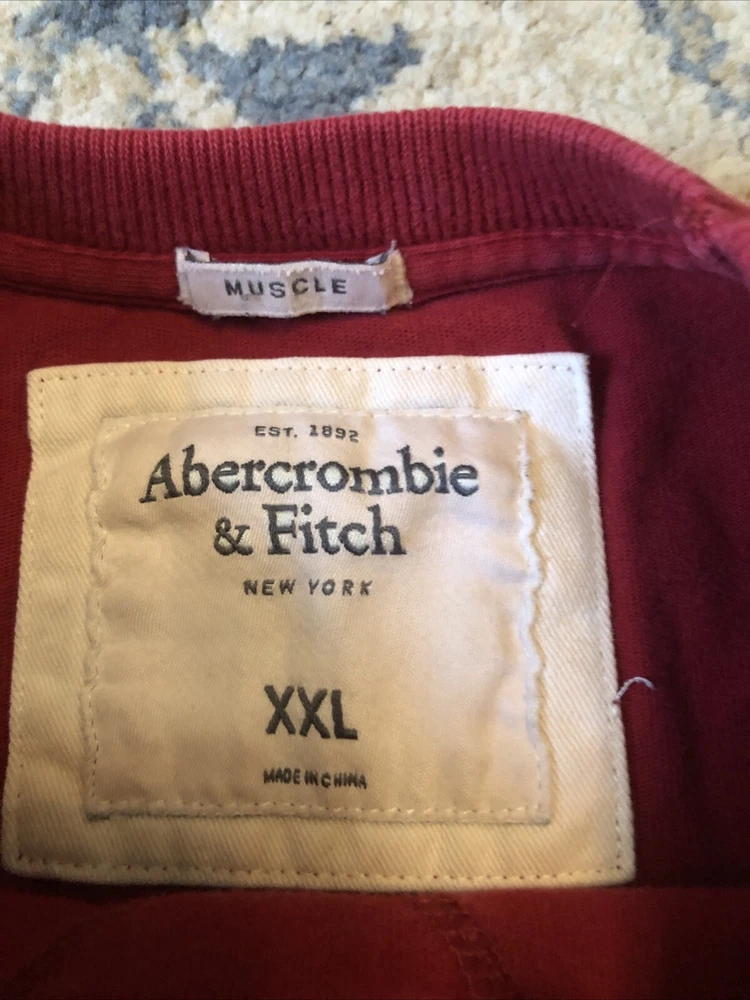 MUSCLE
EST. 1892
Abercrombie
& Fitch
NEW YORK
XXL
MADE IN CHINA